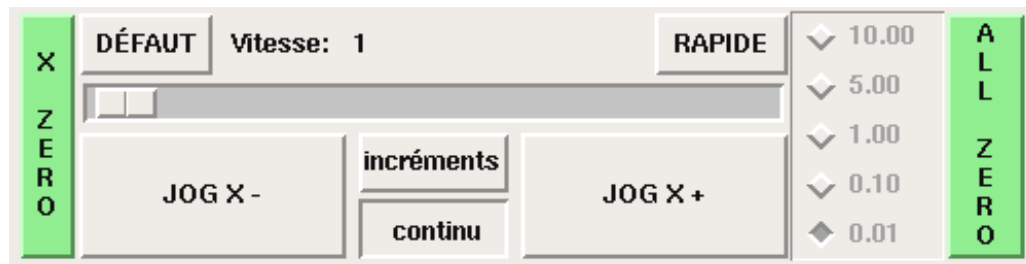 X ZERO
DÉFAUT
Vitesse: 1
RAPIDE
JOG X -
incréments
continu
JOG X +
10.00
5.00
1.00
0.10
0.01
ALL ZERO